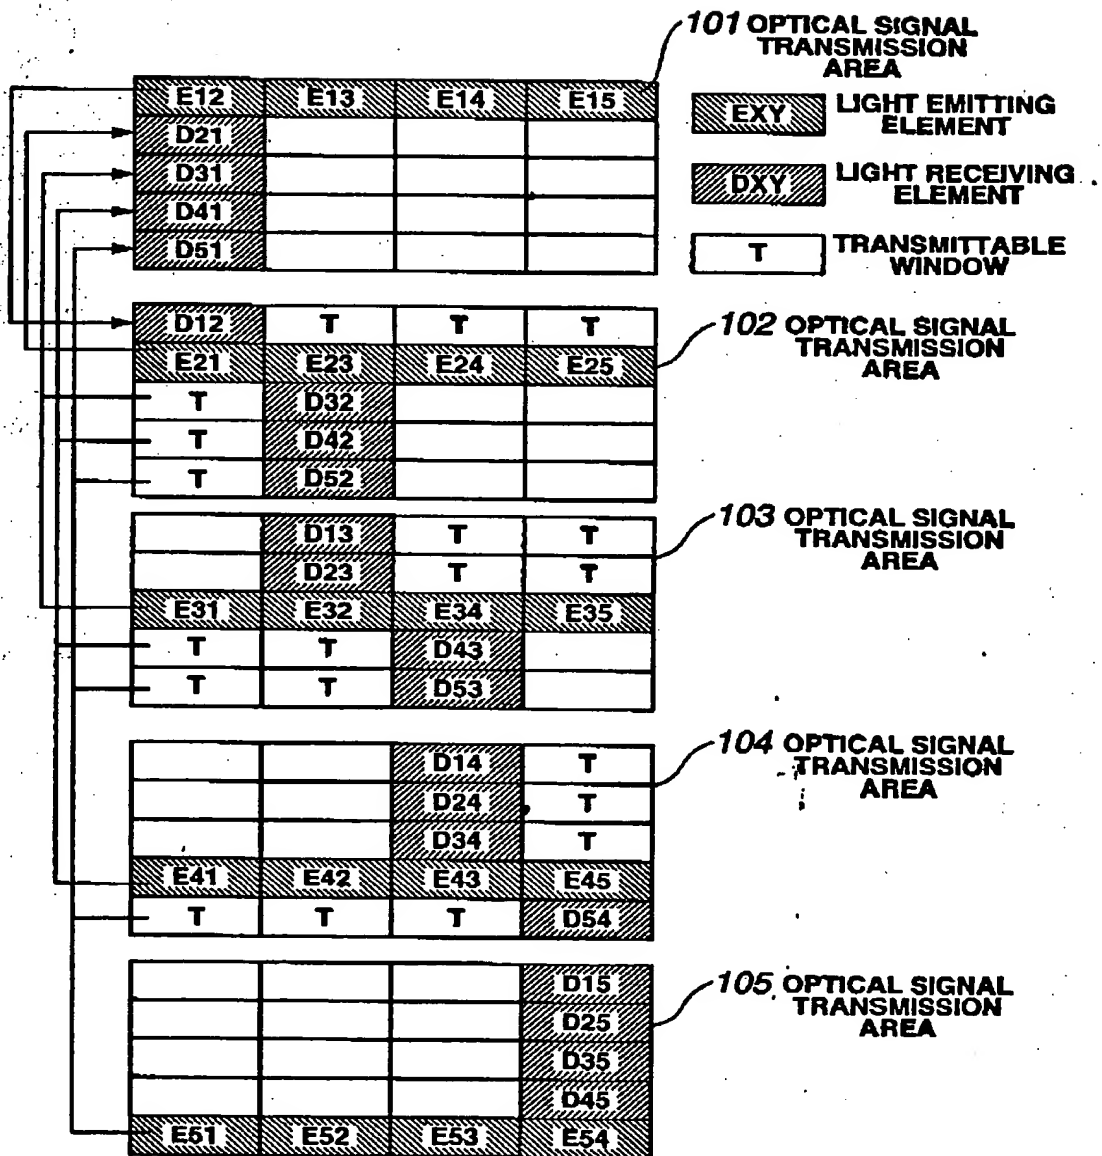 101 OPTICAL SIGNAL
TRANSMISSION
AREA
E12 E13 E14 E15
D21
D31
D41
D51
EXY LIGHT EMITTING
ELEMENT
DXY LIGHT RECEIVING
ELEMENT
T TRANSMITTABLE
WINDOW
D12 T T T
E21 E23 E24 E25
T D32
T D42
T D52
102 OPTICAL SIGNAL
TRANSMISSION
AREA
D13 T T
D23 T T
E31 E32 E34 E35
T T D43
T T D53
103 OPTICAL SIGNAL
TRANSMISSION
AREA
D14 T
D24 T
D34 T
E41 E42 E43 E45
T T T D54
104 OPTICAL SIGNAL
TRANSMISSION
AREA
D15
D25
D35
D45
E51 E52 E53 E54
105 OPTICAL SIGNAL
TRANSMISSION
AREA